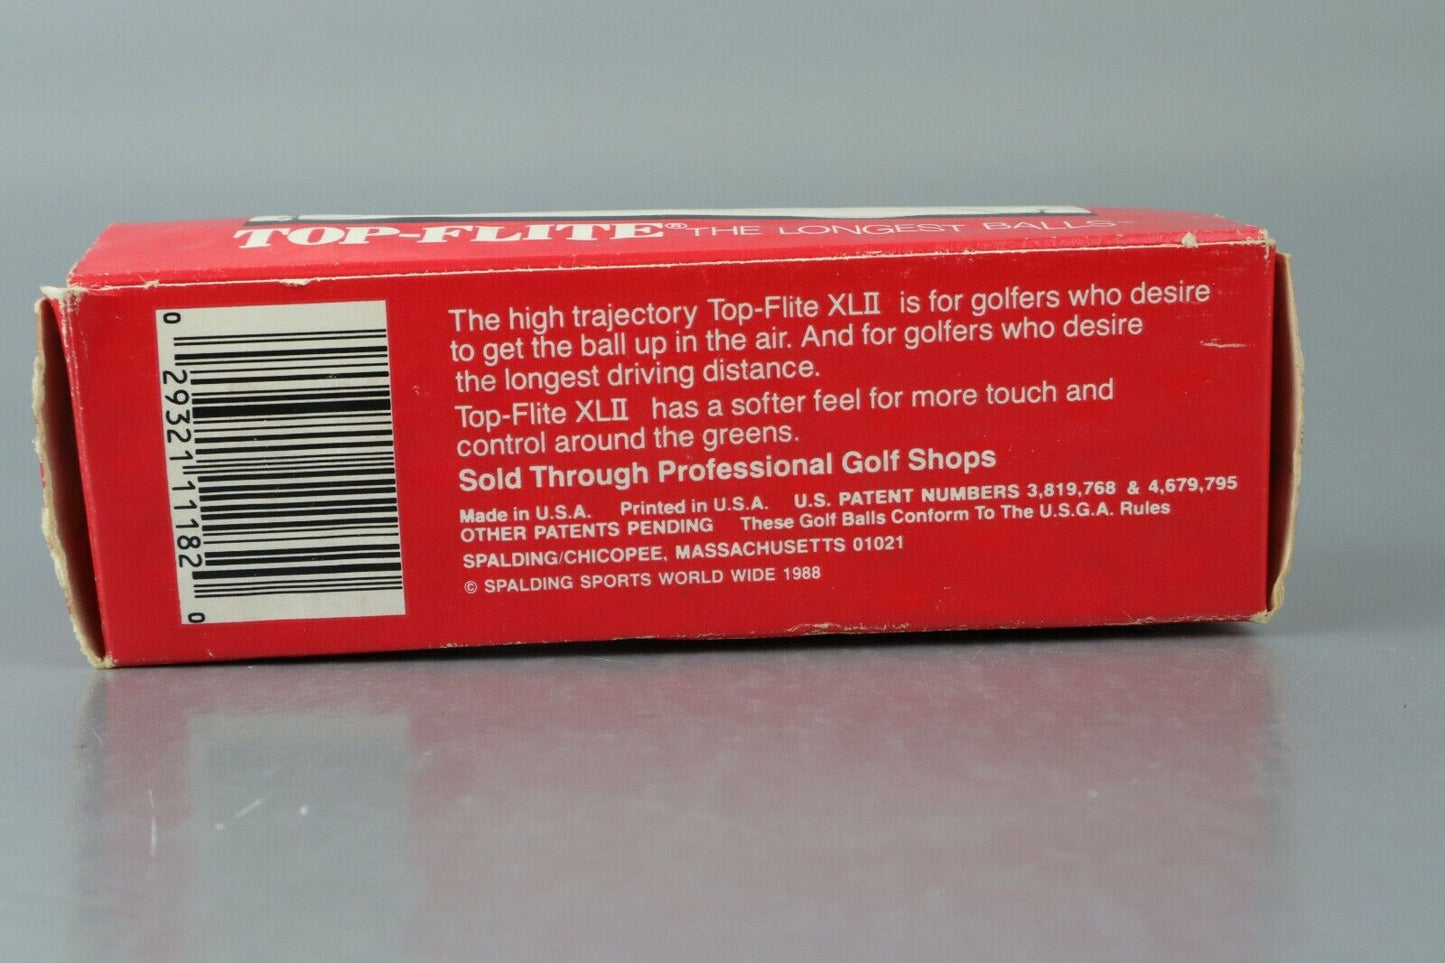 TOP-FLITE® THE LONGEST BALLS™
The high trajectory Top-Flite XLII is for golfers who desire
to get the ball up in the air. And for golfers who desire
the longest driving distance.
Top-Flite XLII has a softer feel for more touch and
control around the greens.
Sold Through Professional Golf Shops
Made in U.S.A. Printed in U.S.A. U.S. PATENT NUMBERS 3,819,768 & 4,679,795
OTHER PATENTS PENDING These Golf Balls Conform To The U.S.G.A. Rules
SPALDING/CHICOPEE, MASSACHUSETTS 01021
© SPALDING SPORTS WORLD WIDE 1988
0 29321 11182 0